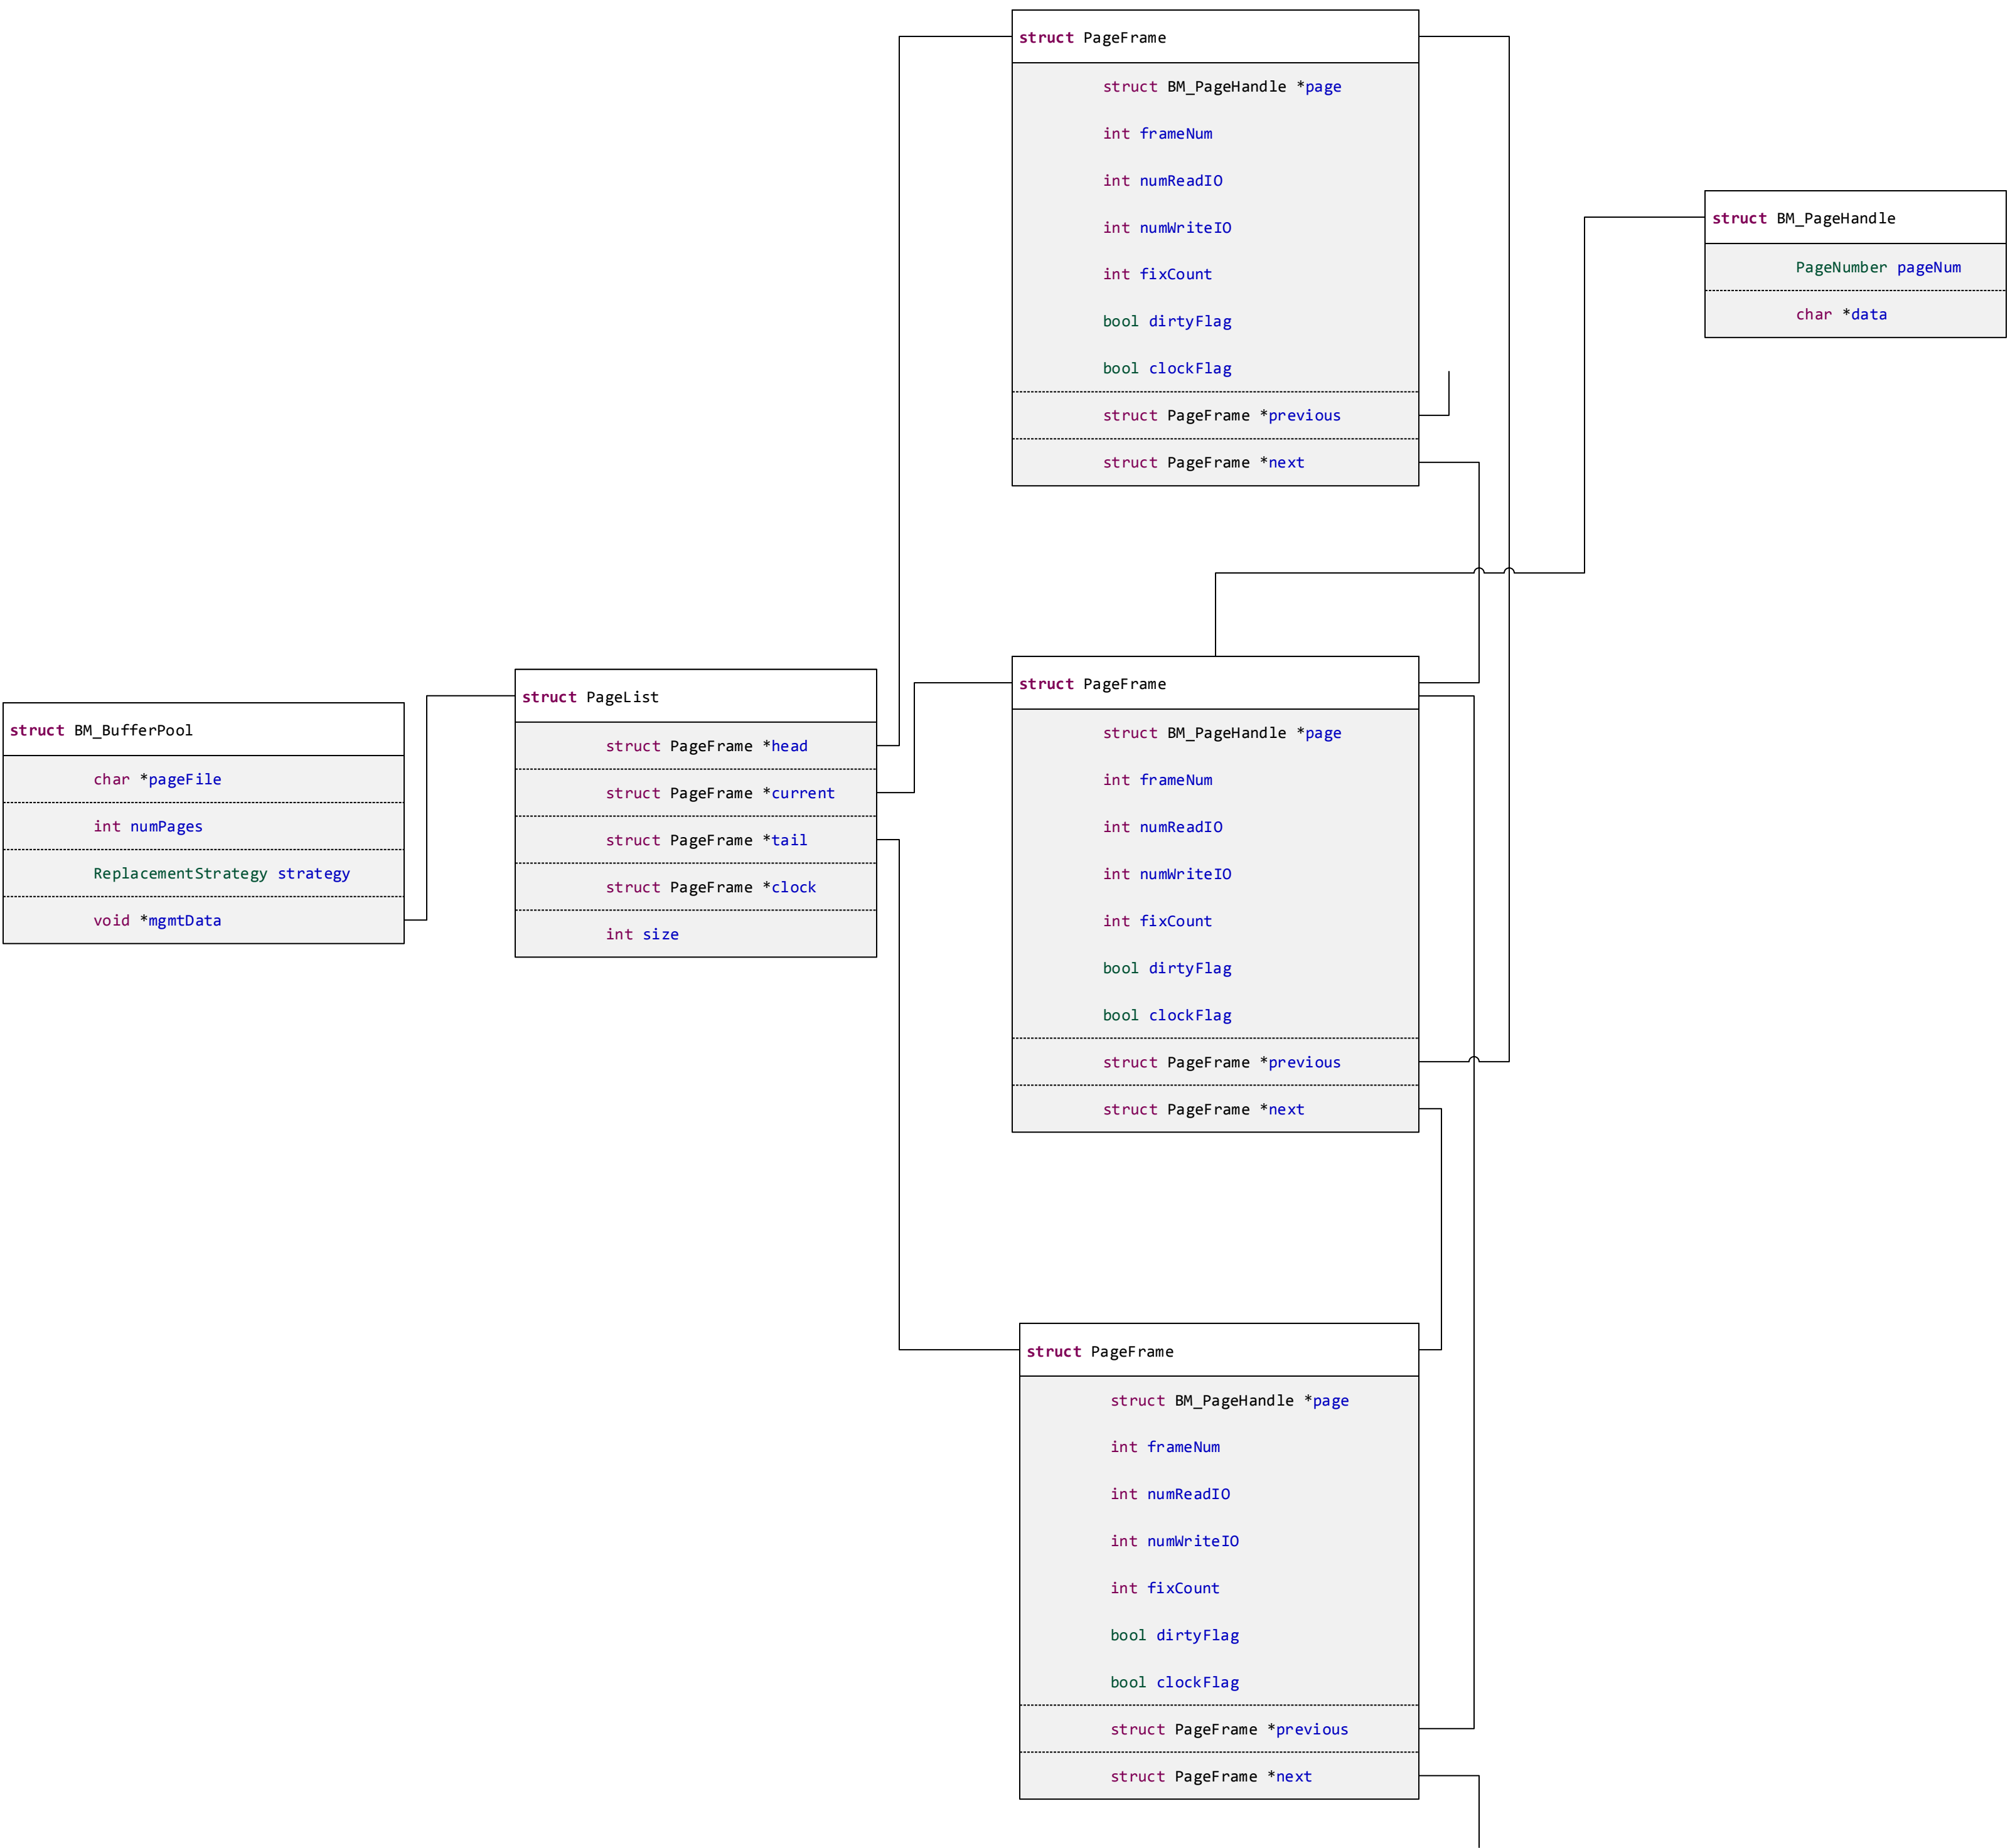 struct BM_BufferPool
char *pageFile
int numPages
ReplacementStrategy strategy
void *mgmtData
struct PageList
struct PageFrame *head
struct PageFrame *current
struct PageFrame *tail
struct PageFrame *clock
int size
struct PageFrame
struct BM_PageHandle *page
int frameNum
int numReadIO
int numWriteIO
int fixCount
bool dirtyFlag
bool clockFlag
struct PageFrame *previous
struct PageFrame *next
struct PageFrame
struct BM_PageHandle *page
int frameNum
int numReadIO
int numWriteIO
int fixCount
bool dirtyFlag
bool clockFlag
struct PageFrame *previous
struct PageFrame *next
struct PageFrame
struct BM_PageHandle *page
int frameNum
int numReadIO
int numWriteIO
int fixCount
bool dirtyFlag
bool clockFlag
struct PageFrame *previous
struct PageFrame *next
struct BM_PageHandle
PageNumber pageNum
char *data